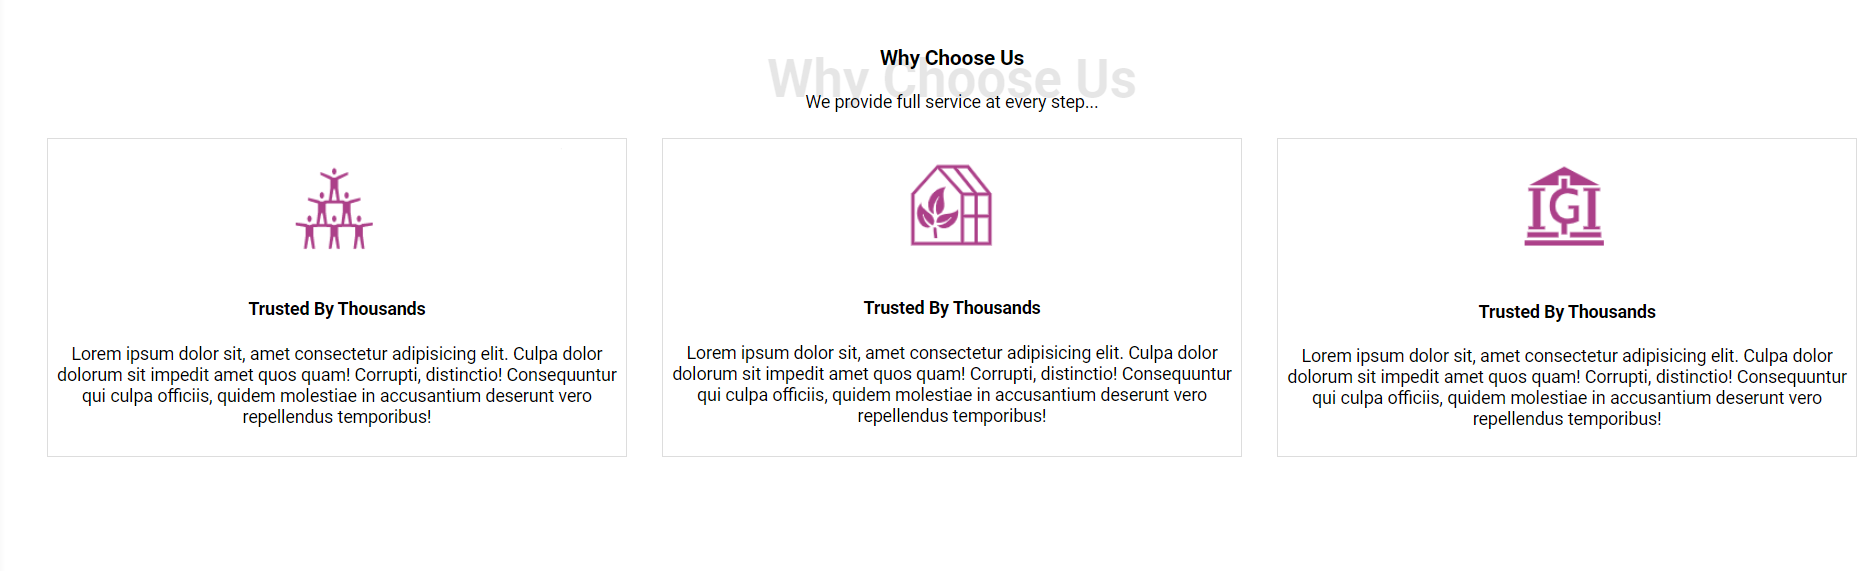 Why Choose Us
Why Choose Us
We provide full service at every step...
Trusted By Thousands
Lorem ipsum dolor sit, amet consectetur adipisicing elit. Culpa dolor
dolorum sit impedit amet quos quam! Corrupti, distinctio! Consequuntur
qui culpa officiis, quidem molestiae in accusantium deserunt vero
repellendus temporibus!
Trusted By Thousands
Lorem ipsum dolor sit, amet consectetur adipisicing elit. Culpa dolor
dolorum sit impedit amet quos quam! Corrupti, distinctio! Consequuntur
qui culpa officiis, quidem molestiae in accusantium deserunt vero
repellendus temporibus!
Trusted By Thousands
Lorem ipsum dolor sit, amet consectetur adipisicing elit. Culpa dolor
dolorum sit impedit amet quos quam! Corrupti, distinctio! Consequuntur
qui culpa officiis, quidem molestiae in accusantium deserunt vero
repellendus temporibus!